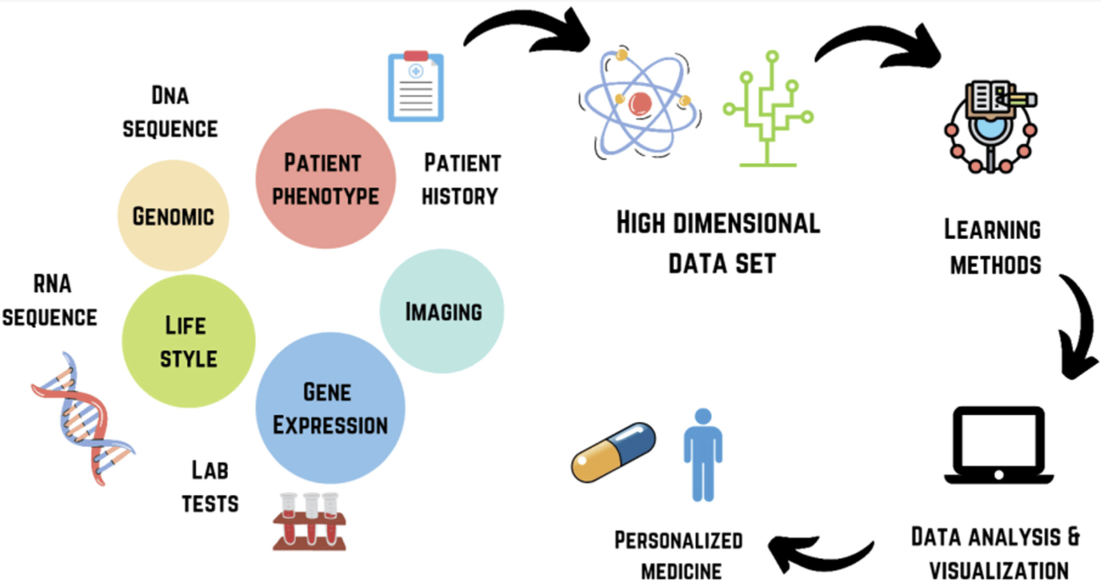 DNA
SEQUENCE
PATIENT
PHENOTYPE
PATIENT
HISTORY
GENOMIC
RNA
SEQUENCE
LIFE
STYLE
IMAGING
GENE
EXPRESSION
LAB
TESTS
HIGH DIMENSIONAL
DATA SET
LEARNING
METHODS
DATA ANALYSIS &
VISUALIZATION
PERSONALIZED
MEDICINE